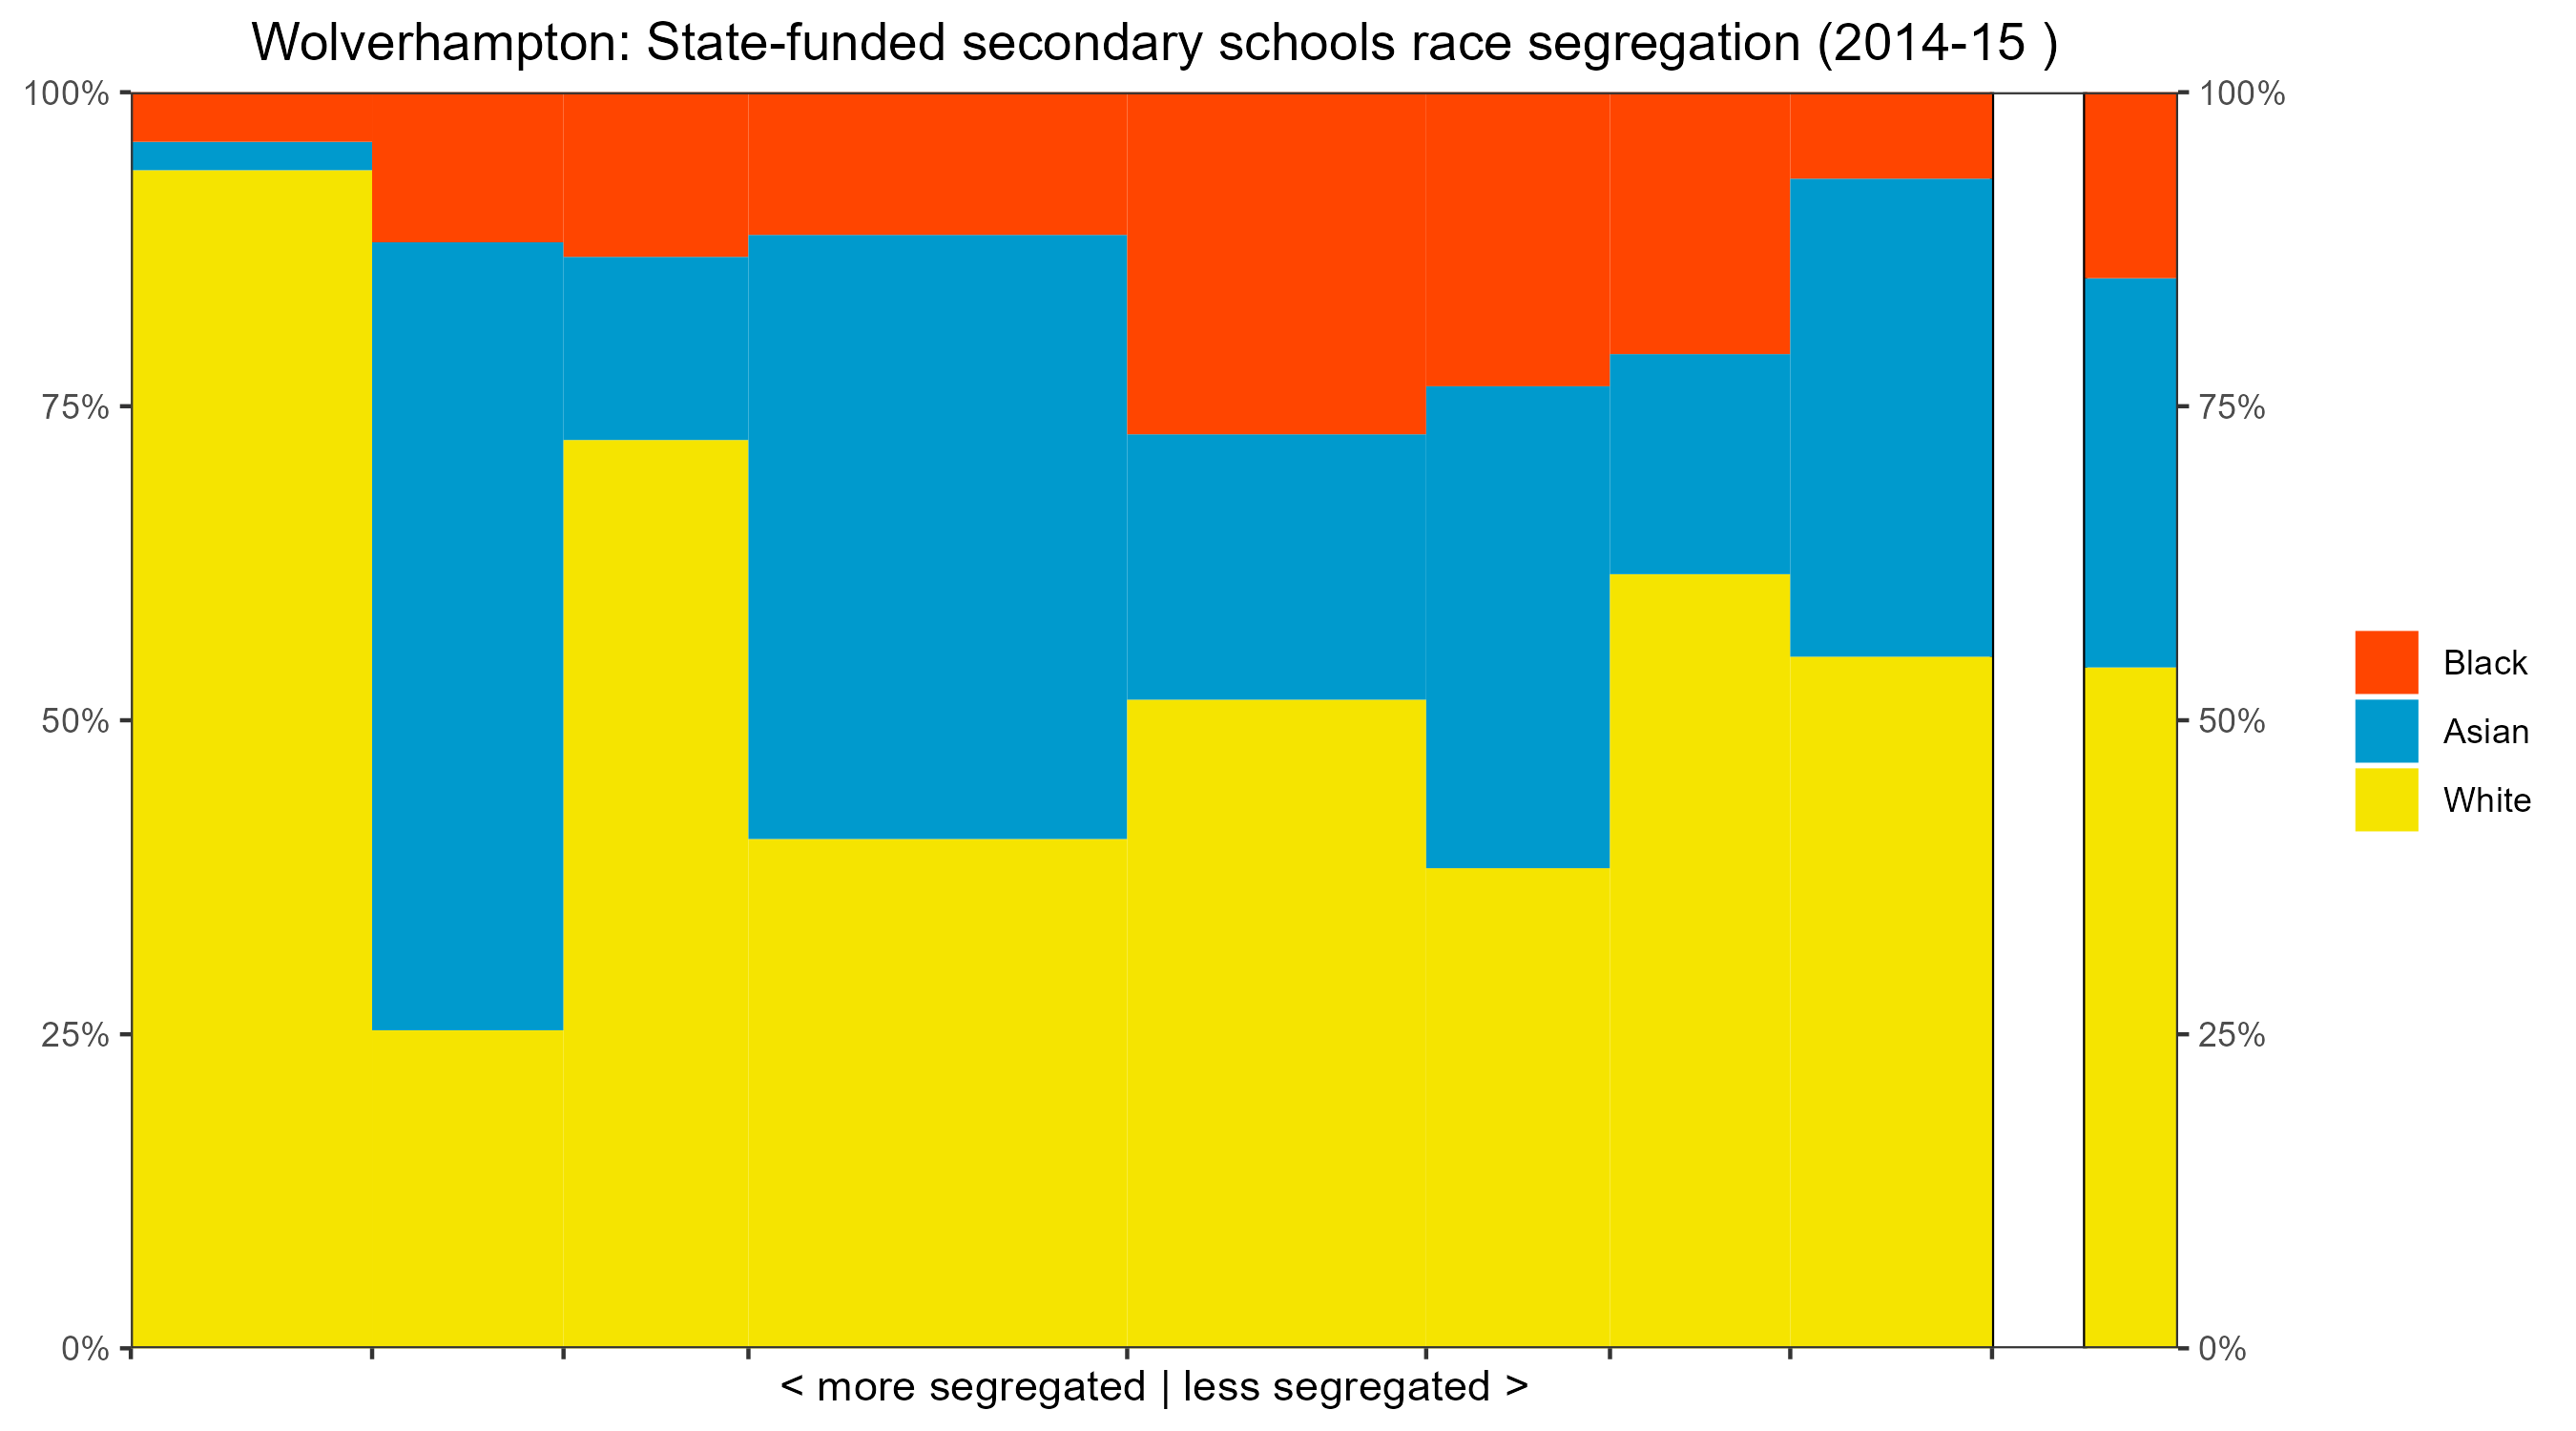 Wolverhampton: State-funded secondary schools race segregation (2014-15 )
100%
75%
50%
25%
0%
100%
75%
50%
25%
0%
Black
Asian
White
< more segregated | less segregated >